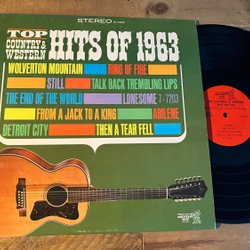 STEREO
TOP
COUNTRY &
WESTERN
HITS OF 1963
WOLVERTON MOUNTAIN RING OF FIRE
STILL TALK BACK TREMBLING LIPS
THE END OF THE WORLD LONESOME 7-7203
FROM A JACK TO A KING ABILENE
DETROIT CITY THEN A TEAR FELL